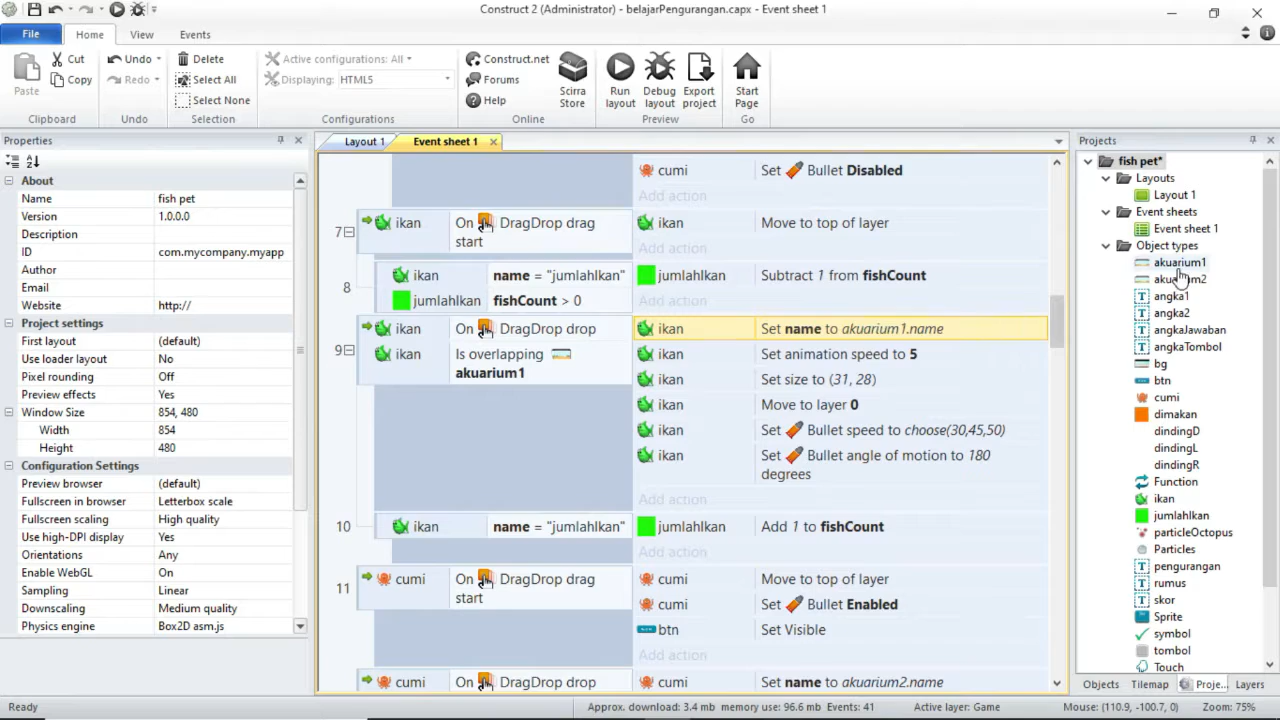 Construct 2 (Administrator) - belajarPengurangan.capx - Event sheet 1
File
Home
View
Events
Paste
Cut
Copy
Clipboard
Undo
Redo
Undo
Delete
Select All
Select None
Selection
Active configurations: All
Displaying: HTML5
Configurations
Construct.net
Forums
Help
Scirra Store
Online
Run layout
Debug layout
Export project
Preview
Start Page
Go
Properties
About
Name fish pet
Version 1.0.0.0
Description
ID com.mycompany.myapp
Author
Email
Website http://
Project settings
First layout (default)
Use loader layout No
Pixel rounding Off
Preview effects Yes
Window Size 854, 480
Width 854
Height 480
Configuration Settings
Preview browser (default)
Fullscreen in browser Letterbox scale
Fullscreen scaling High quality
Use high-DPI display Yes
Orientations Any
Enable WebGL On
Sampling Linear
Downscaling Medium quality
Physics engine Box2D asm.js
Layout 1
Event sheet 1
cumi Set Bullet Disabled
Add action
7 ikan On DragDrop drag start ikan Move to top of layer
Add action
8 ikan name = "jumlahIkan" jumlahIkan Subtract 1 from fishCount
jumlahIkan fishCount > 0 Add action
9 ikan On DragDrop drop ikan Set name to akuarium1.name
ikan Is overlapping akuarium1 ikan Set animation speed to 5
ikan Set size to (31, 28)
ikan Move to layer 0
ikan Set Bullet speed to choose(30,45,50)
ikan Set Bullet angle of motion to 180 degrees
Add action
10 ikan name = "jumlahIkan" jumlahIkan Add 1 to fishCount
Add action
11 cumi On DragDrop drag start cumi Move to top of layer
cumi Set Bullet Enabled
btn Set Visible
Add action
cumi On DragDrop drop cumi Set name to akuarium2.name
Projects
fish pet*
Layouts
Layout 1
Event sheets
Event sheet 1
Object types
akuarium1
angka1
angka2
angkaJawaban
angkaTombol
bg
btn
cumi
dimakan
dindingD
dindingL
dindingR
Function
ikan
jumlahIkan
particleOctopus
Particles
pengurangan
rumus
skor
Sprite
symbol
tombol
Touch
Objects Tilemap Proje... Layers
Ready
Approx. download: 3.4 mb memory use: 96.6 mb Events: 41 Active layer: Game Mouse: (110.9, -100.7, 0) Zoom: 75%